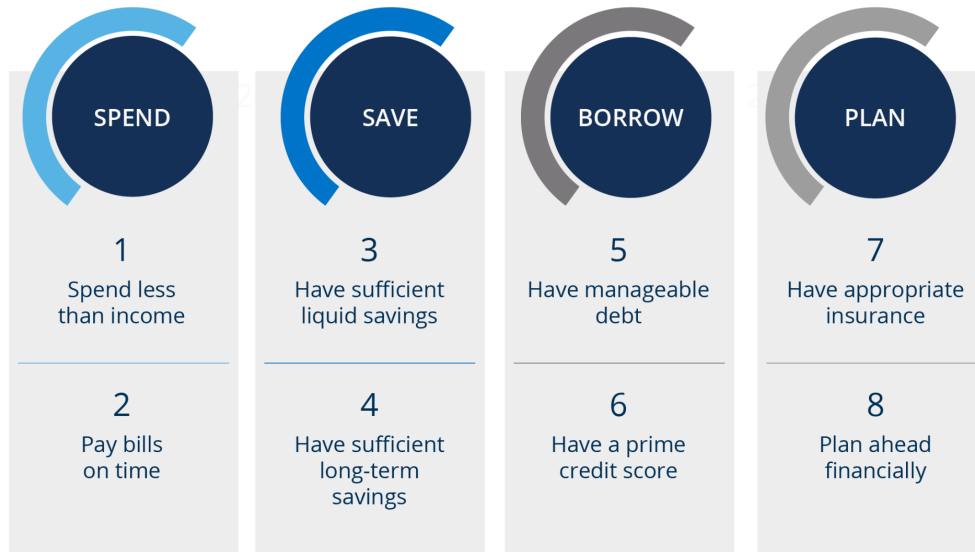 SPEND
SAVE
BORROW
PLAN
1
Spend less
than income
3
Have sufficient
liquid savings
5
Have manageable
debt
7
Have appropriate
insurance
2
Pay bills
on time
4
Have sufficient
long-term
savings
6
Have a prime
credit score
8
Plan ahead
financially